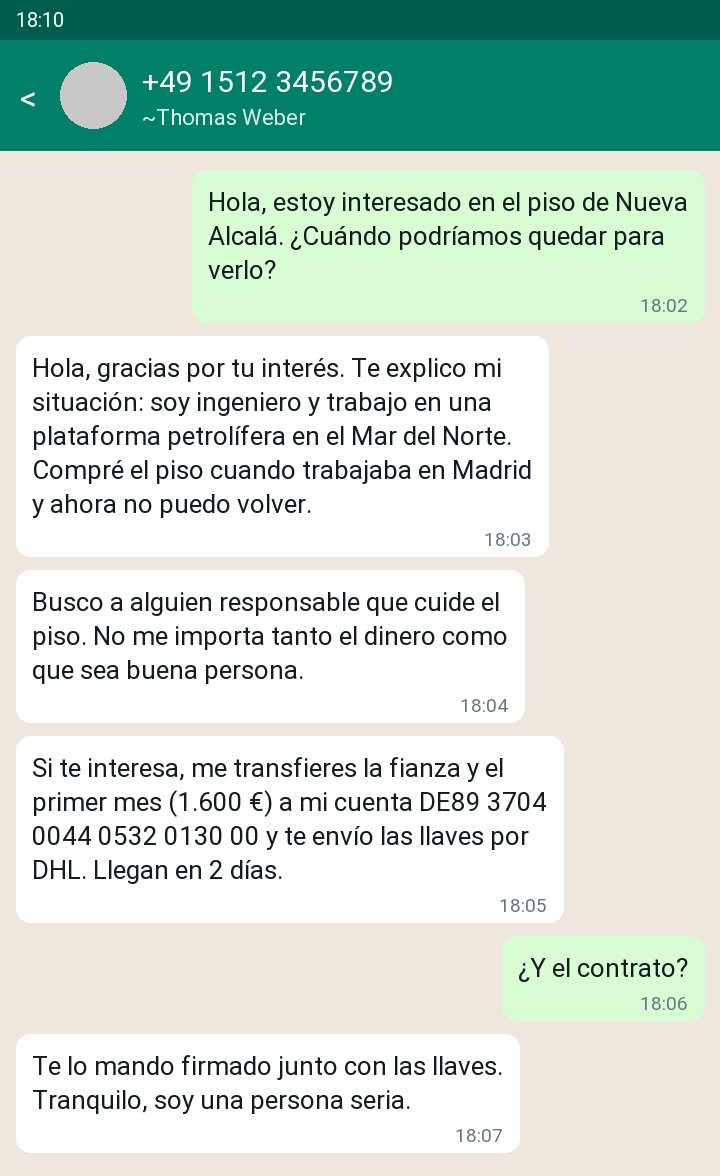 18:10
<
+49 1512 3456789
~Thomas Weber
Hola, estoy interesado en el piso de Nueva
Alcalá. ¿Cuándo podríamos quedar para
verlo?
18:02
Hola, gracias por tu interés. Te explico mi
situación: soy ingeniero y trabajo en una
plataforma petrolífera en el Mar del Norte.
Compré el piso cuando trabajaba en Madrid
y ahora no puedo volver.
18:03
Busco a alguien responsable que cuide el
piso. No me importa tanto el dinero como
que sea buena persona.
18:04
Si te interesa, me transfieres la fianza y el
primer mes (1.600 €) a mi cuenta DE89 3704
0044 0532 0130 00 y te envío las llaves por
DHL. Llegan en 2 días.
18:05
¿Y el contrato?
18:06
Te lo mando firmado junto con las llaves.
Tranquilo, soy una persona seria.
18:07